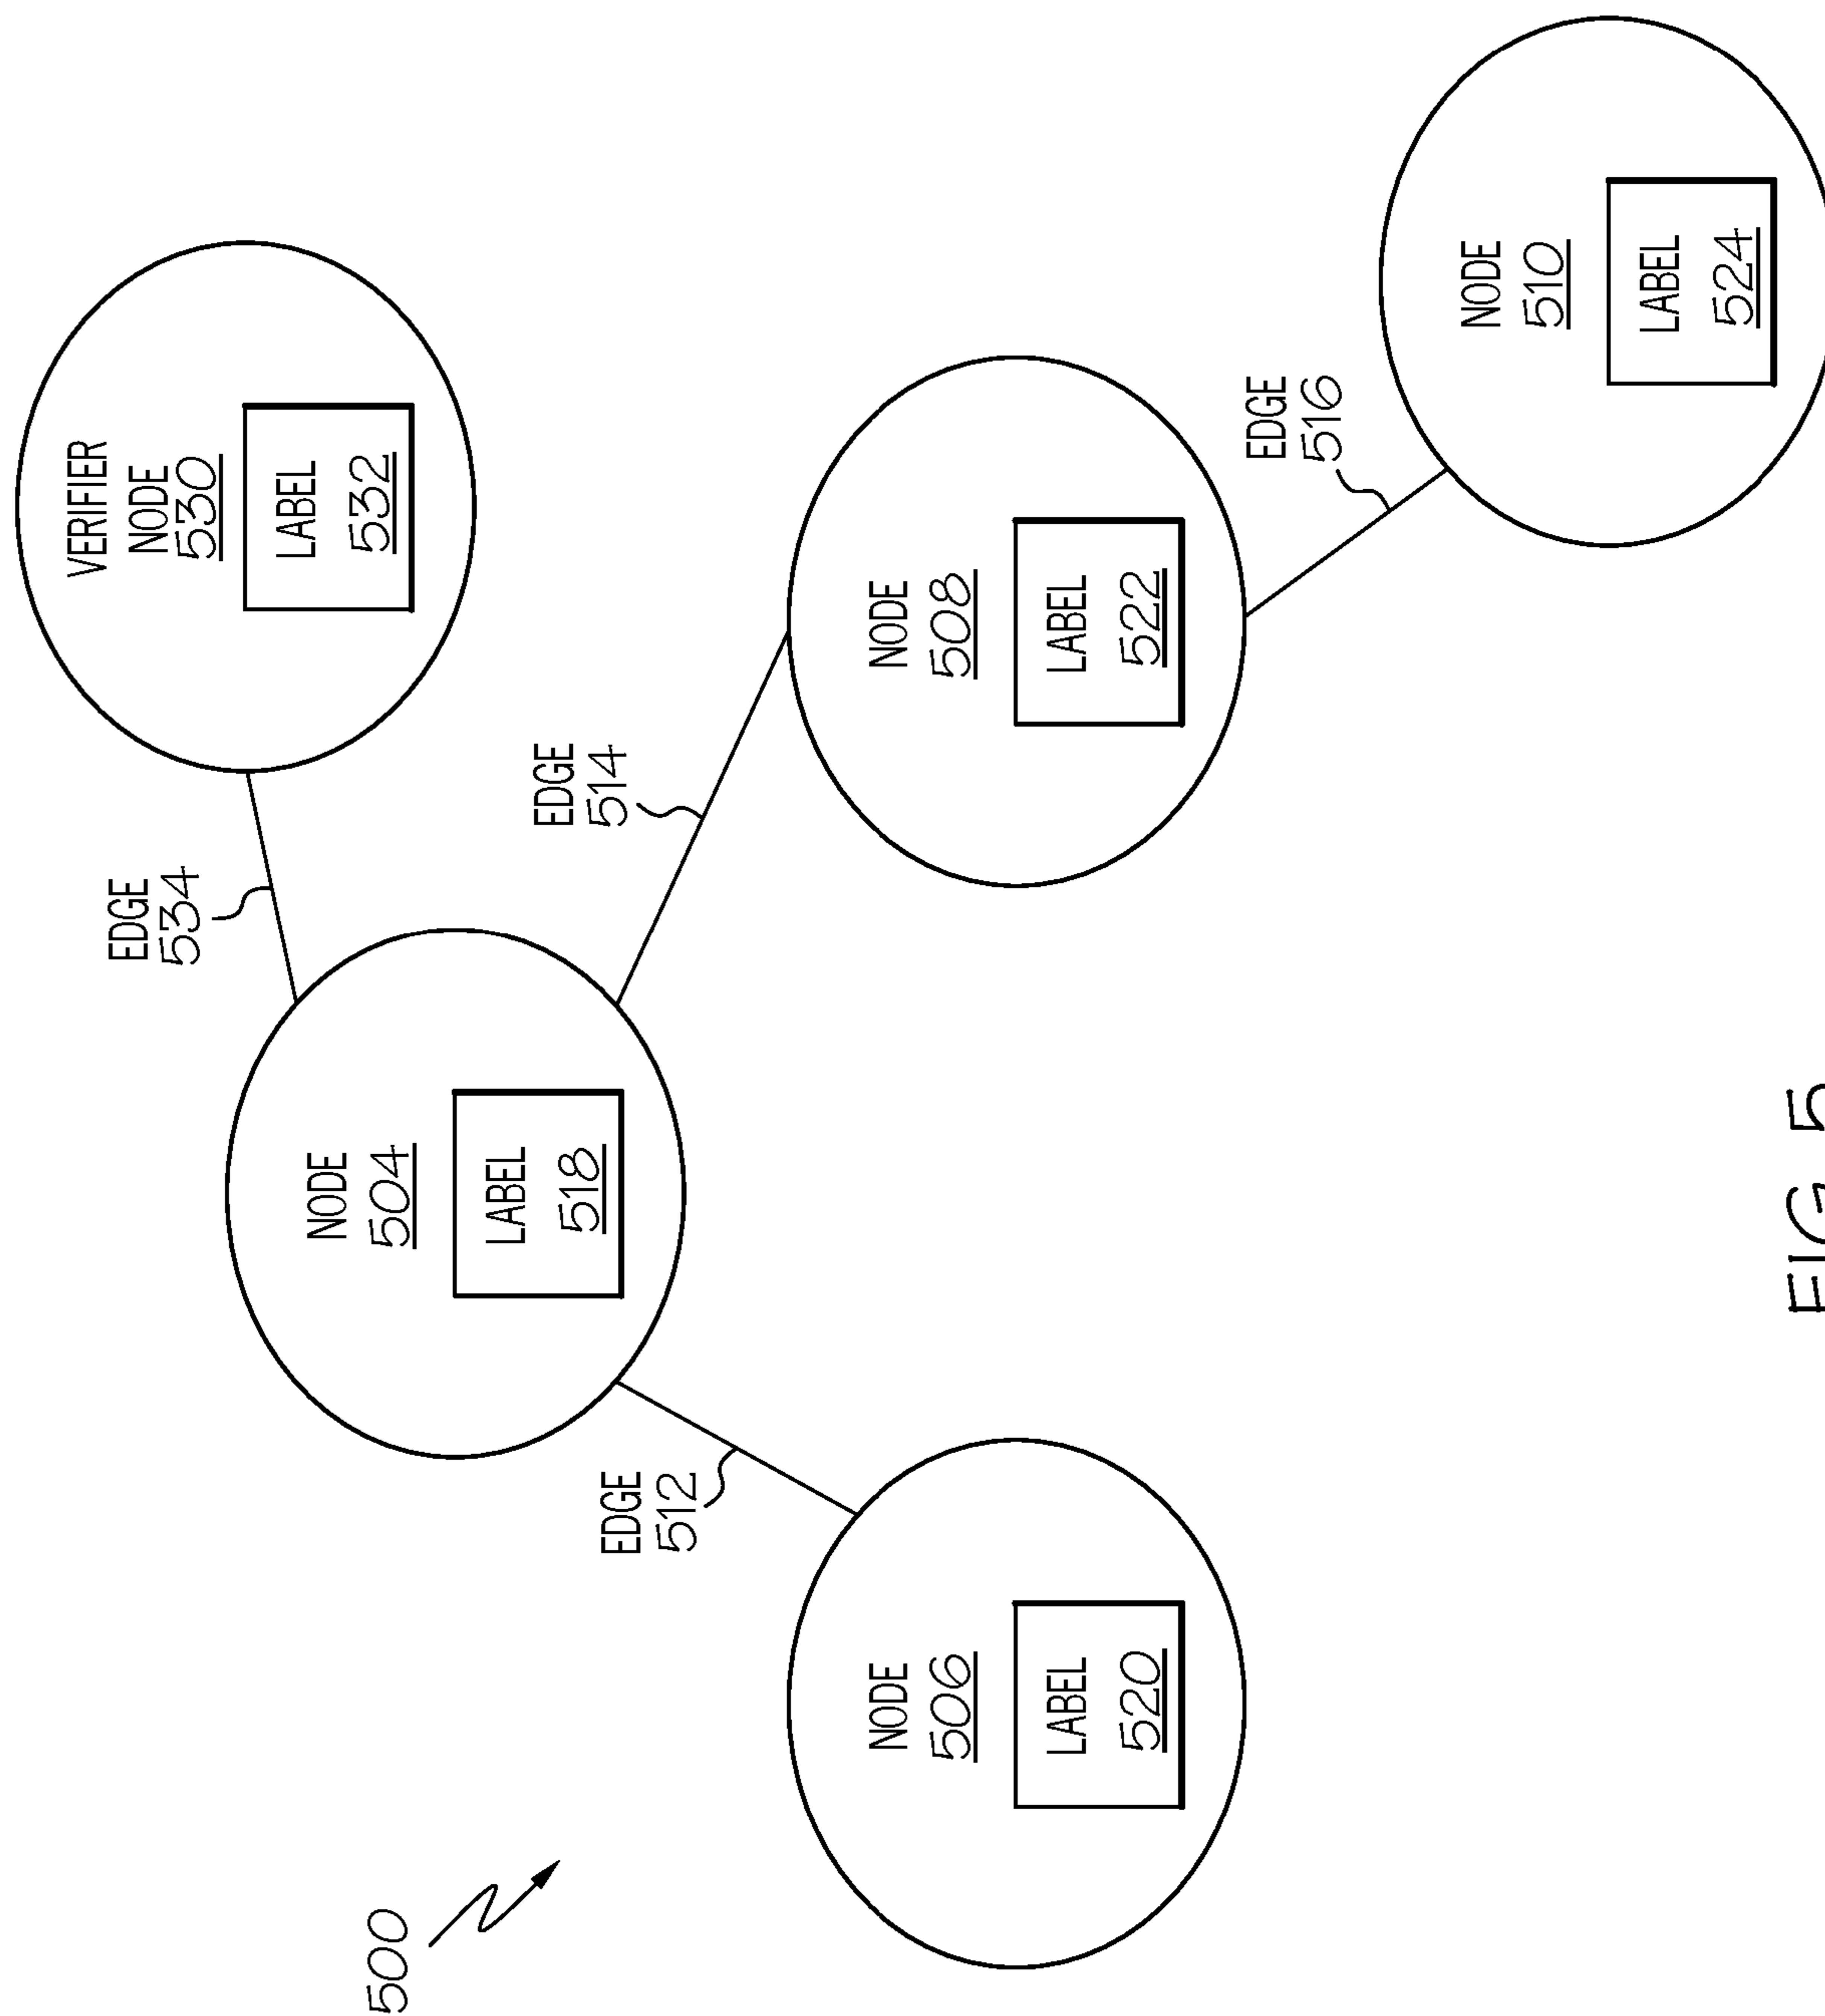 500
VERIFIER
NODE
530
LABEL
532
EDGE
534
NODE
504
LABEL
518
EDGE
514
EDGE
512
NODE
506
LABEL
520
NODE
508
LABEL
522
EDGE
516
NODE
510
LABEL
524
FIG. 5